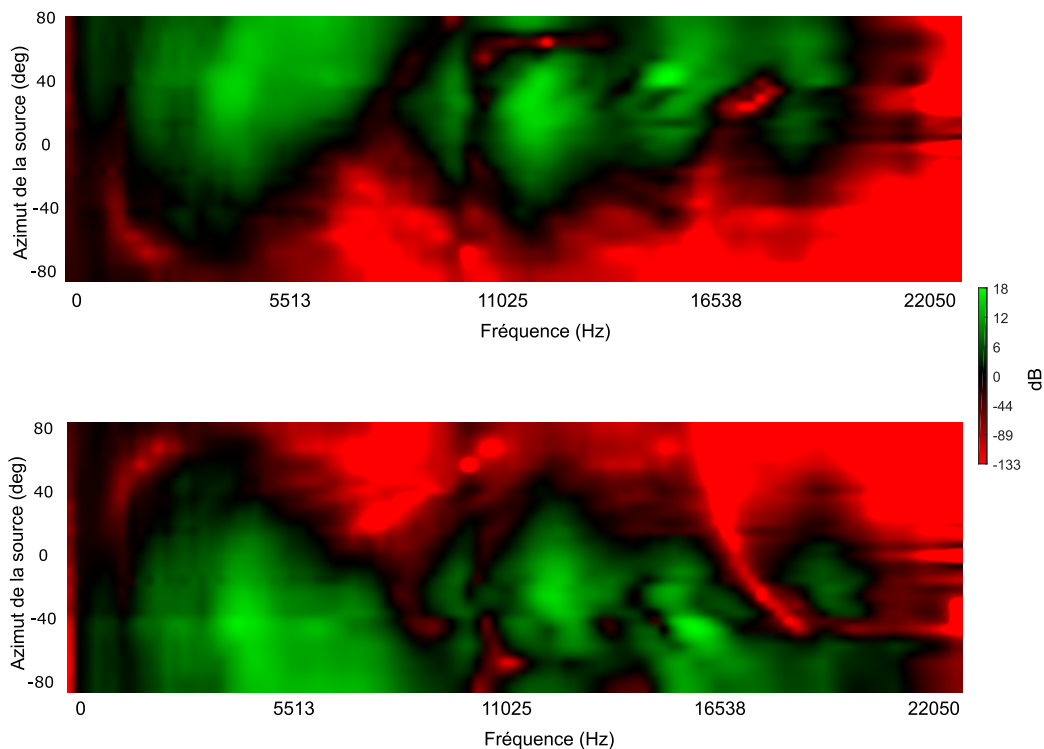 80
40
0
-40
-80
Azimut de la source (deg)
0 5513 11025 16538 22050
Fréquence (Hz)
18
12
6
0
-44
-89
-133
dB
80
40
0
-40
-80
Azimut de la source (deg)
0 5513 11025 16538 22050
Fréquence (Hz)